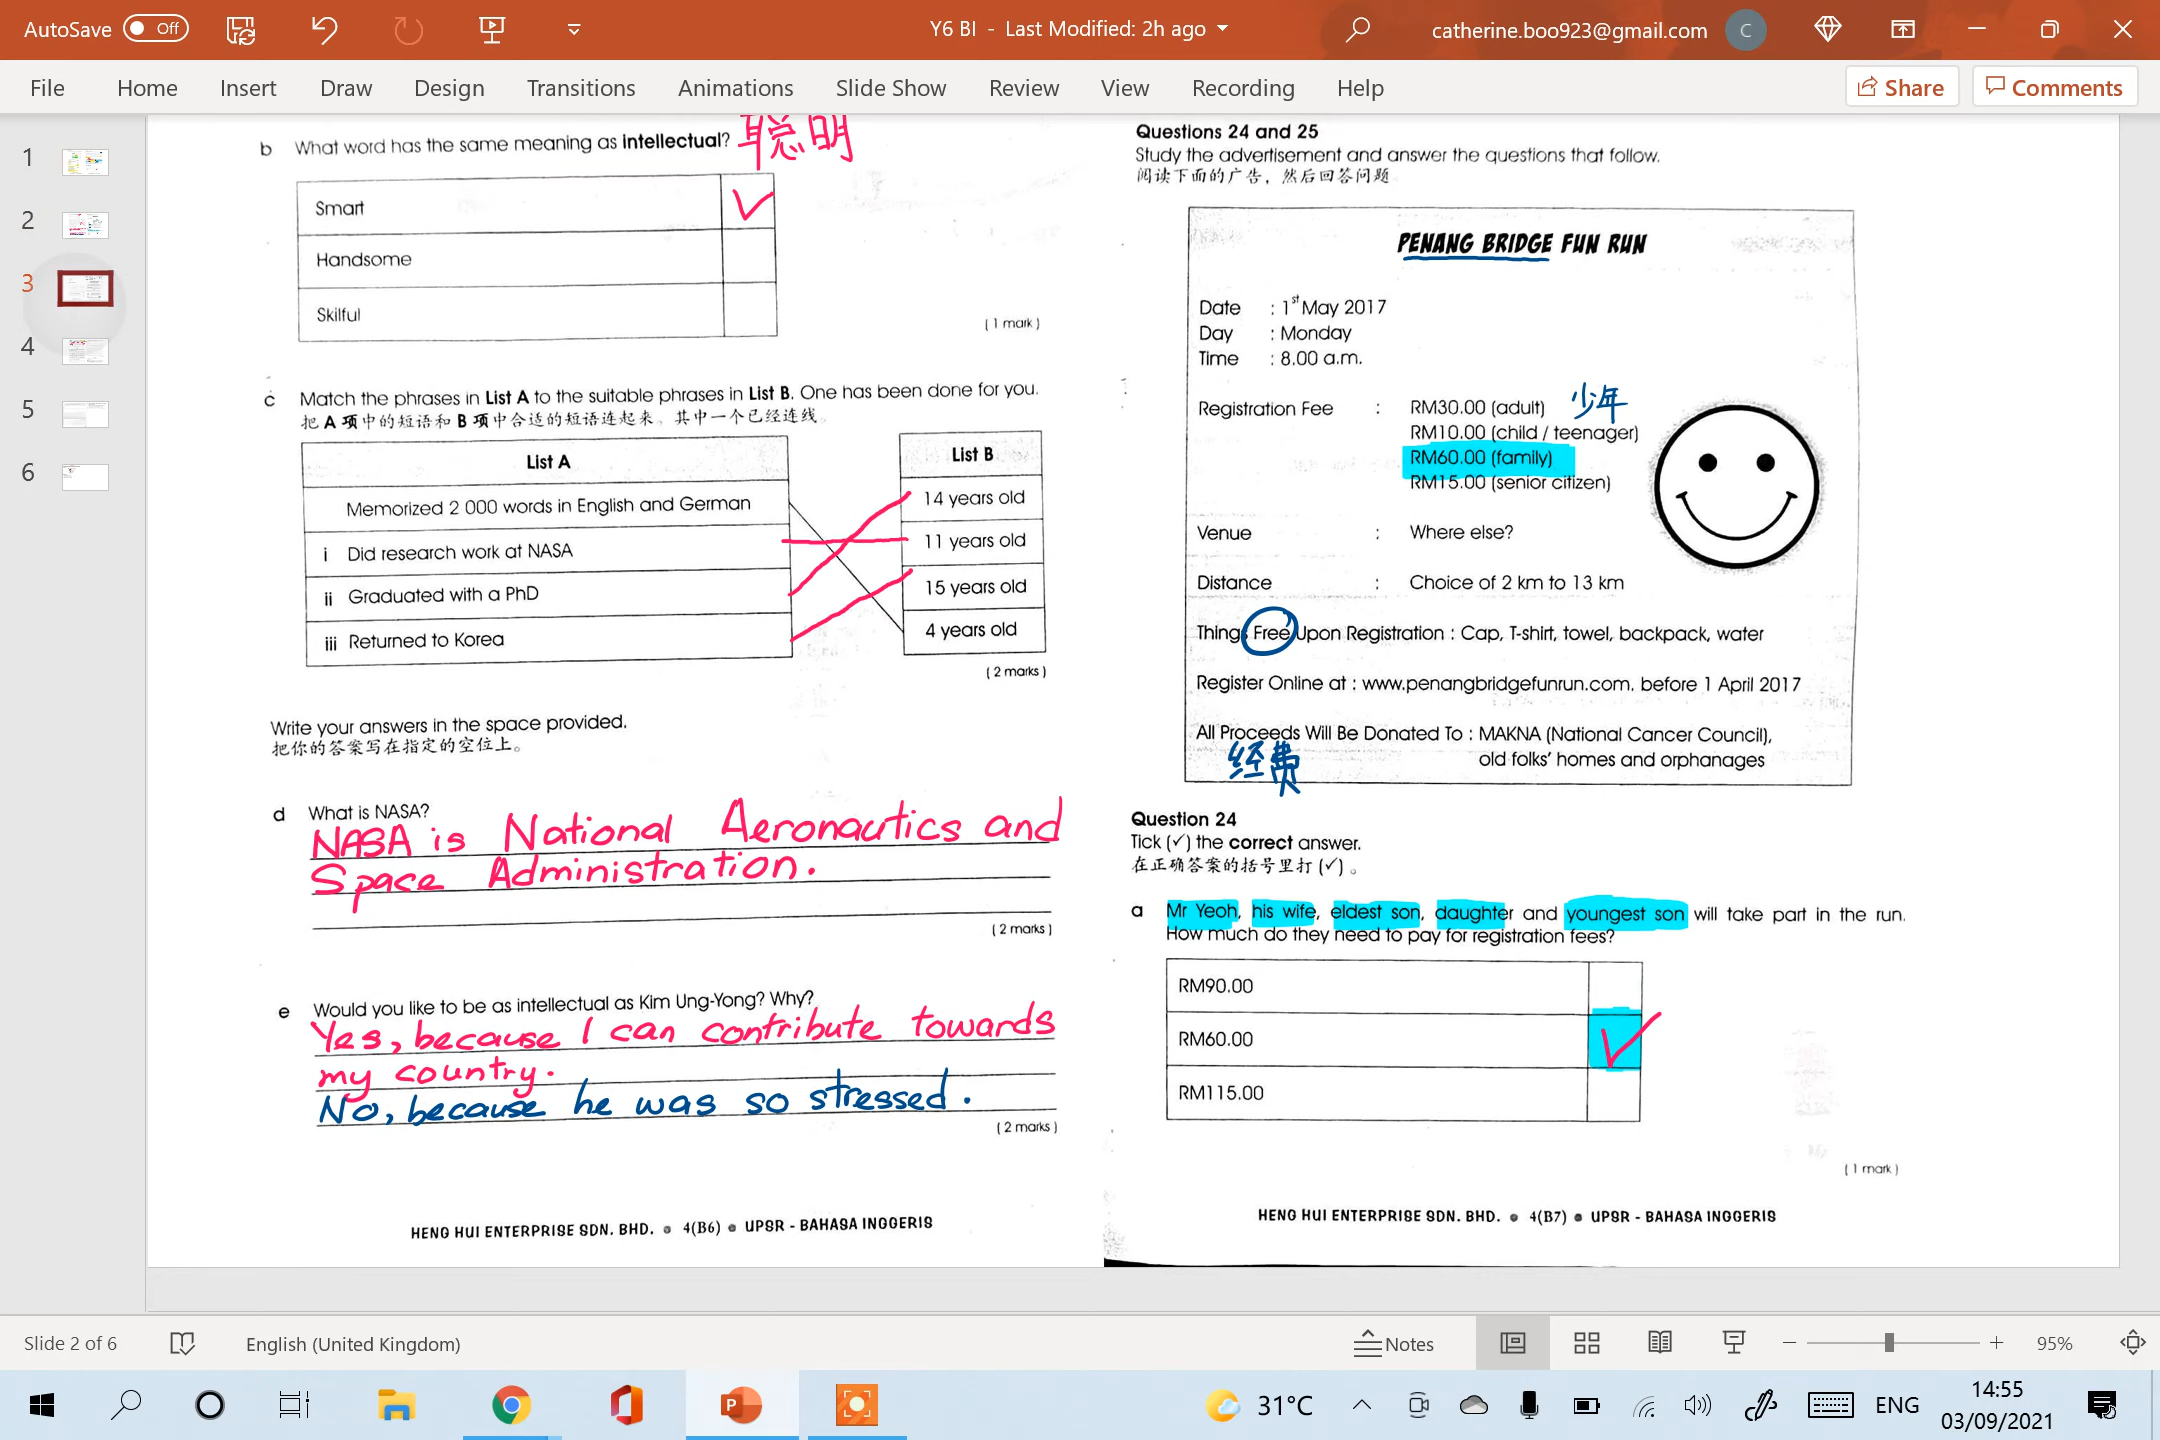 AutoSave Off
Y6 BI - Last Modified: 2h ago
catherine.boo923@gmail.com C
File Home Insert Draw Design Transitions Animations Slide Show Review View Recording Help Share Comments
1
2
3
4
5
6
b What word has the same meaning as intellectual? 聪明
Smart ✓
Handsome
Skilful
( 1 mark )
c Match the phrases in List A to the suitable phrases in List B. One has been done for you.
把 A 项中的短语和 B 项中合适的短语连起来。其中一个已经连线。
List A
Memorized 2 000 words in English and German
i Did research work at NASA
ii Graduated with a PhD
iii Returned to Korea
List B
14 years old
11 years old
15 years old
4 years old
( 2 marks )
Write your answers in the space provided.
把你的答案写在指定的空位上。
d What is NASA?
NASA is National Aeronautics and
Space Administration.
( 2 marks )
e Would you like to be as intellectual as Kim Ung-Yong? Why?
Yes, because I can contribute towards
my country.
No, because he was so stressed.
( 2 marks )
HENG HUI ENTERPRISE SDN. BHD. ● 4(B6) ● UPSR - BAHASA INGGERIS
Questions 24 and 25
Study the advertisement and answer the questions that follow.
阅读下面的广告，然后回答问题
PENANG BRIDGE FUN RUN
Date : 1st May 2017
Day : Monday
Time : 8.00 a.m.
Registration Fee : RM30.00 (adult) 少年
RM10.00 (child / teenager)
RM60.00 (family)
RM15.00 (senior citizen)
Venue : Where else?
Distance : Choice of 2 km to 13 km
Things Free Upon Registration : Cap, T-shirt, towel, backpack, water
Register Online at : www.penangbridgefunrun.com. before 1 April 2017
All Proceeds Will Be Donated To : MAKNA (National Cancer Council),
经费 old folks' homes and orphanages
Question 24
Tick (✓) the correct answer.
在正确答案的括号里打 (✓) 。
a Mr Yeoh, his wife, eldest son, daughter and youngest son will take part in the run.
How much do they need to pay for registration fees?
RM90.00
RM60.00 ✓
RM115.00
( 1 mark )
HENG HUI ENTERPRISE SDN. BHD. ● 4(B7) ● UPSR - BAHASA INGGERIS
Slide 2 of 6 English (United Kingdom) Notes 95%
31°C ENG 14:55
03/09/2021